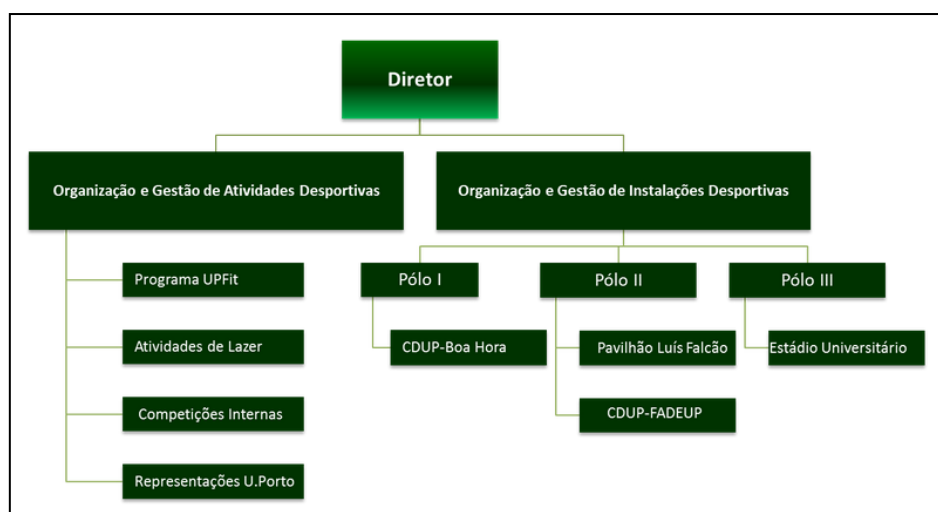 Diretor
Organização e Gestão de Atividades Desportivas
Organização e Gestão de Instalações Desportivas
Programa UPFit
Atividades de Lazer
Competições Internas
Representações U.Porto
Pólo I
Pólo II
Pólo III
CDUP-Boa Hora
Pavilhão Luís Falcão
Estádio Universitário
CDUP-FADEUP